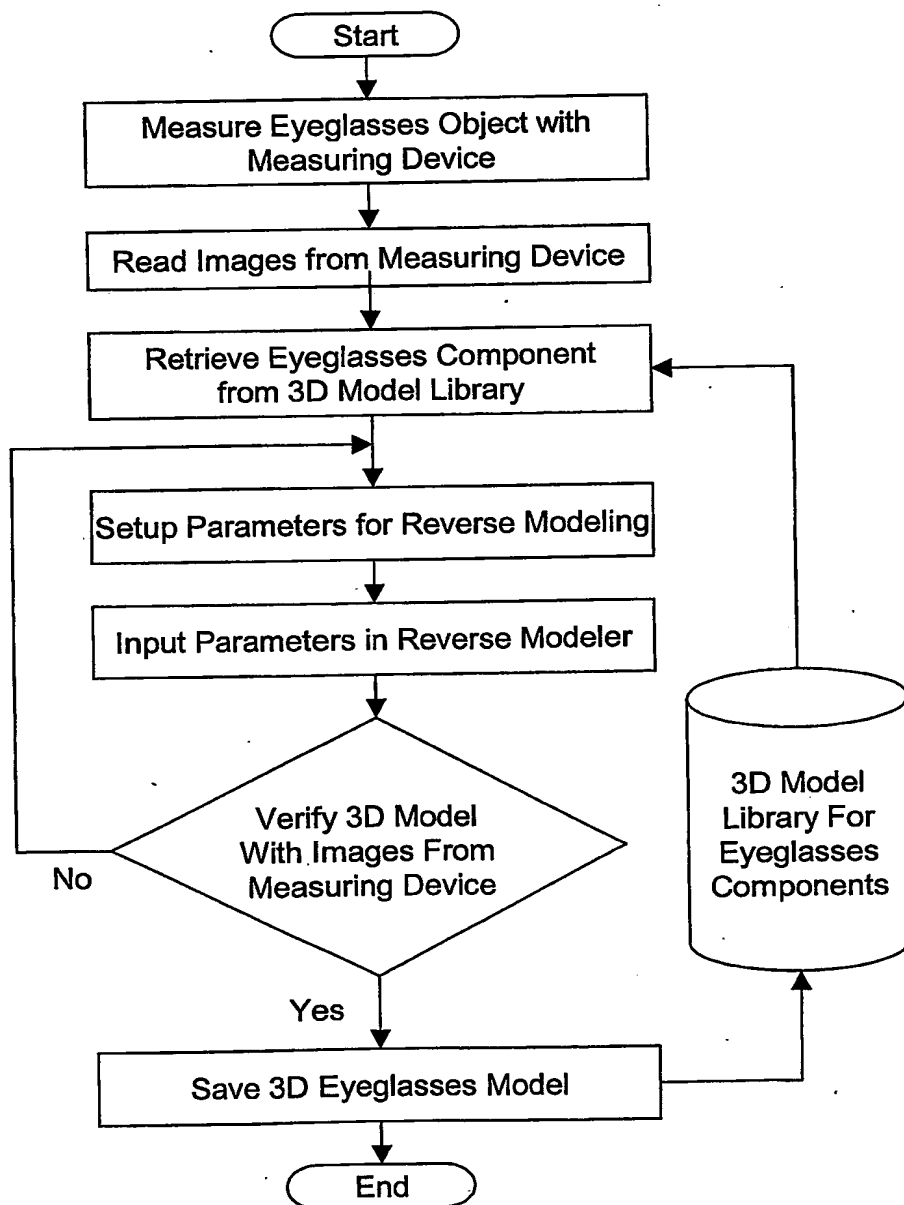 Start
Measure Eyeglasses Object with
Measuring Device
Read Images from Measuring Device
Retrieve Eyeglasses Component
from 3D Model Library
Setup Parameters for Reverse Modeling
Input Parameters in Reverse Modeler
Verify 3D Model
With Images From
Measuring Device
No
3D Model
Library For
Eyeglasses
Components
Yes
Save 3D Eyeglasses Model
End